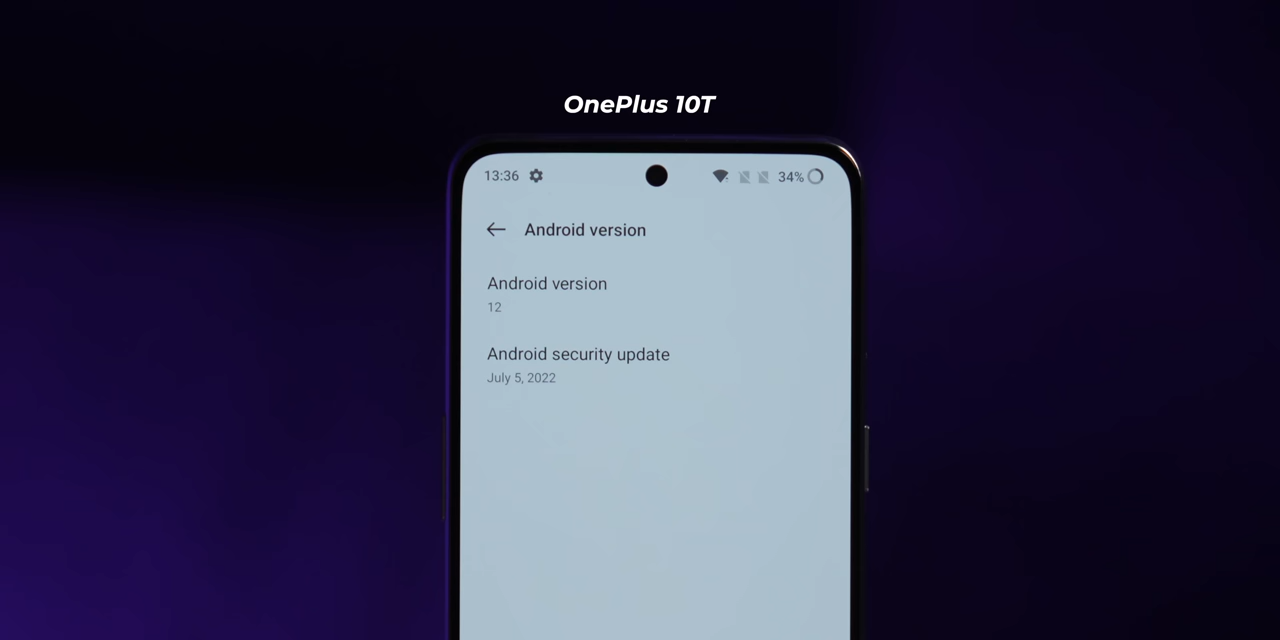 OnePlus 10T
13:36 34%
Android version
Android version
12
Android security update
July 5, 2022